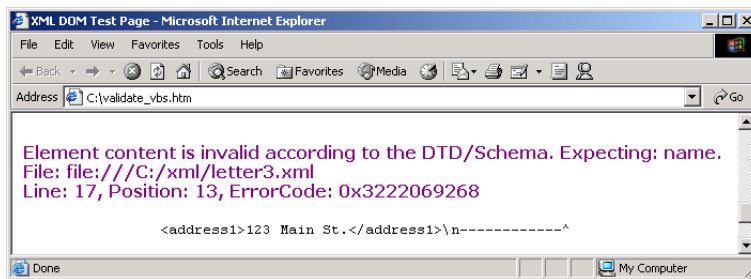 XML DOM Test Page - Microsoft Internet Explorer
File Edit View Favorites Tools Help
Back Search Favorites Media
Address C:\validate_vbs.htm Go
Element content is invalid according to the DTD/Schema. Expecting: name.
File: file:///C:/xml/letter3.xml
Line: 17, Position: 13, ErrorCode: 0x3222069268
<address1>123 Main St.</address1>\n------------^
Done My Computer